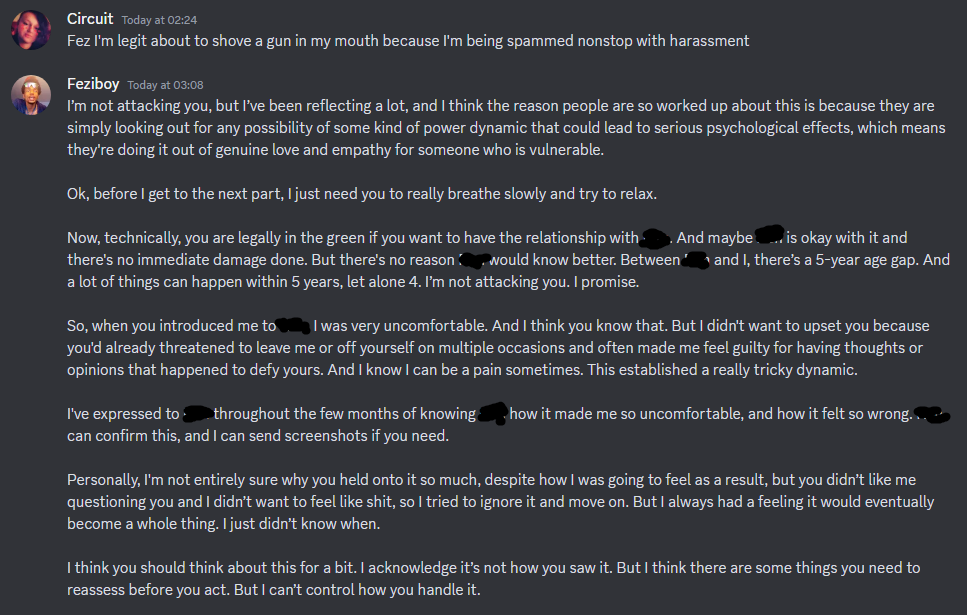 Circuit Today at 02:24
Fez I'm legit about to shove a gun in my mouth because I'm being spammed nonstop with harassment
Feziboy Today at 03:08
I'm not attacking you, but I've been reflecting a lot, and I think the reason people are so worked up about this is because they are
simply looking out for any possibility of some kind of power dynamic that could lead to serious psychological effects, which means
they're doing it out of genuine love and empathy for someone who is vulnerable.
Ok, before I get to the next part, I just need you to really breathe slowly and try to relax.
Now, technically, you are legally in the green if you want to have the relationship with . And maybe is okay with it and
there's no immediate damage done. But there's no reason would know better. Between and I, there's a 5-year age gap. And
a lot of things can happen within 5 years, let alone 4. I'm not attacking you. I promise.
So, when you introduced me to I was very uncomfortable. And I think you know that. But I didn't want to upset you because
you'd already threatened to leave me or off yourself on multiple occasions and often made me feel guilty for having thoughts or
opinions that happened to defy yours. And I know I can be a pain sometimes. This established a really tricky dynamic.
I've expressed to throughout the few months of knowing how it made me so uncomfortable, and how it felt so wrong.
can confirm this, and I can send screenshots if you need.
Personally, I'm not entirely sure why you held onto it so much, despite how I was going to feel as a result, but you didn't like me
questioning you and I didn't want to feel like shit, so I tried to ignore it and move on. But I always had a feeling it would eventually
become a whole thing. I just didn't know when.
I think you should think about this for a bit. I acknowledge it's not how you saw it. But I think there are some things you need to
reassess before you act. But I can't control how you handle it.